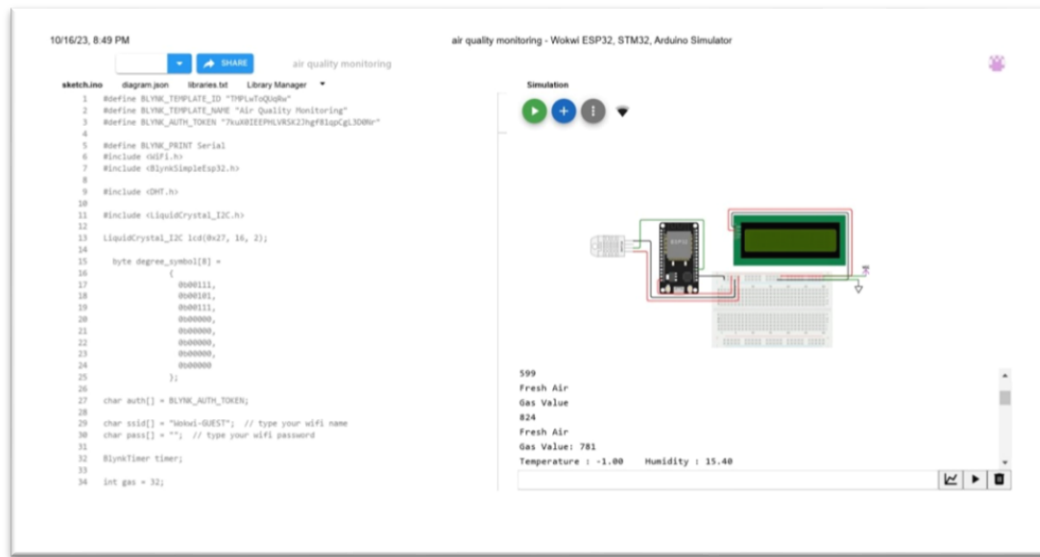 10/16/23, 8:49 PM
air quality monitoring - Wokwi ESP32, STM32, Arduino Simulator
SHARE
air quality monitoring
sketch.ino diagram.json libraries.txt Library Manager
1 #define BLYNK_TEMPLATE_ID "TMPLwToQUqRw"
2 #define BLYNK_TEMPLATE_NAME "Air Quality Monitoring"
3 #define BLYNK_AUTH_TOKEN
4
5 #define BLYNK_PRINT Serial
6 #include <WiFi.h>
7 #include <BlynkSimpleEsp32.h>
8
9 #include <DHT.h>
10
11 #include <LiquidCrystal_I2C.h>
12
13 LiquidCrystal_I2C lcd(0x27, 16, 2);
14
15 byte degree_symbol[8] =
16 {
17 0b00111,
18 0b00101,
19 0b00111,
20 0b00000,
21 0b00000,
22 0b00000,
23 0b00000,
24 0b00000
25 };
26
27 char auth[] = BLYNK_AUTH_TOKEN;
28
29 char ssid[] = "Wokwi-GUEST"; // type your wifi name
30 char pass[] = ""; // type your wifi password
31
32 BlynkTimer timer;
33
34 int gas = 32;
Simulation
ESP32
599
Fresh Air
Gas Value
824
Fresh Air
Gas Value: 781
Temperature : -1.00 Humidity : 15.40